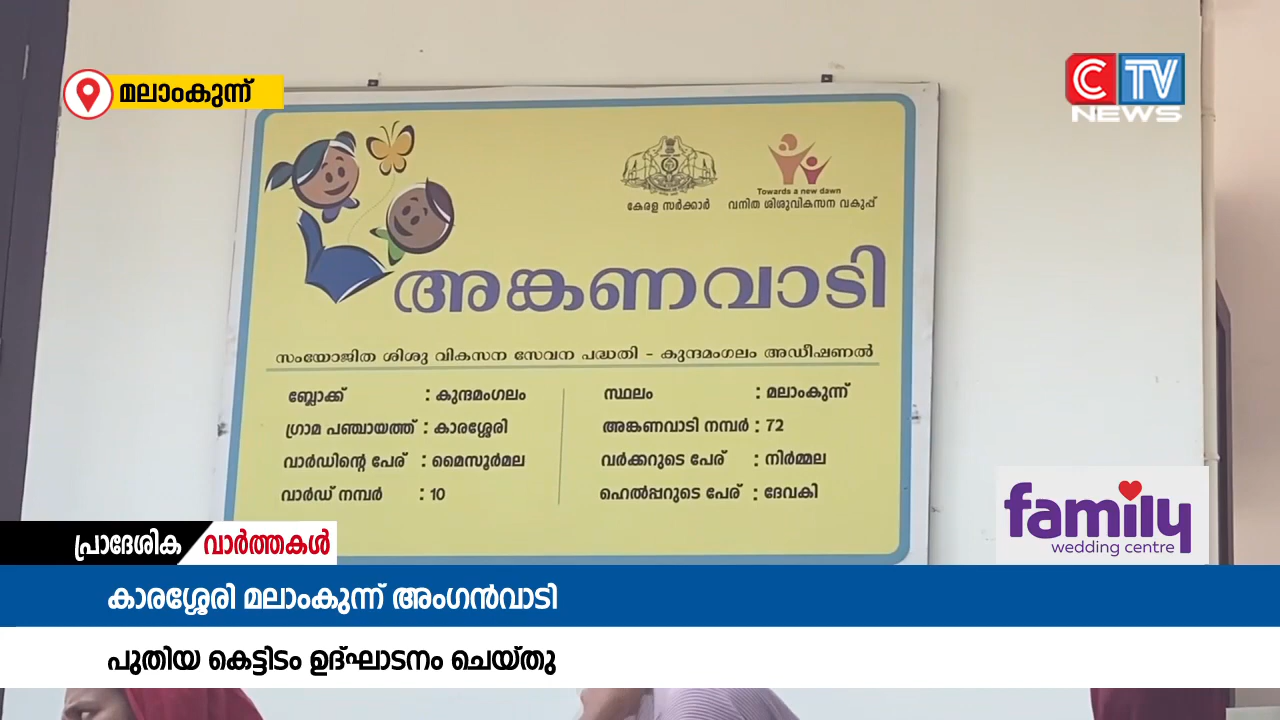 മലാംകുന്ന്
C TV
NEWS
Towards a new dawn
കേരള സർക്കാർ
വനിത ശിശുവികസന വകുപ്പ്
അങ്കണവാടി
സംയോജിത ശിശു വികസന സേവന പദ്ധതി - കുന്ദമംഗലം അഡീഷണൽ
ബ്ലോക്ക് : കുന്ദമംഗലം
ഗ്രാമ പഞ്ചായത്ത് : കാരശ്ശേരി
വാർഡിന്റെ പേര് : മൈസൂർമല
വാർഡ് നമ്പർ : 10
സ്ഥലം : മലാംകുന്ന്
അങ്കണവാടി നമ്പർ : 72
വർക്കറുടെ പേര് : നിർമ്മല
ഹെൽപ്പറുടെ പേര് : ദേവകി
family
wedding centre
പ്രാദേശിക വാർത്തകൾ
കാരശ്ശേരി മലാംകുന്ന് അംഗൻവാടി
പുതിയ കെട്ടിടം ഉദ്ഘാടനം ചെയ്തു